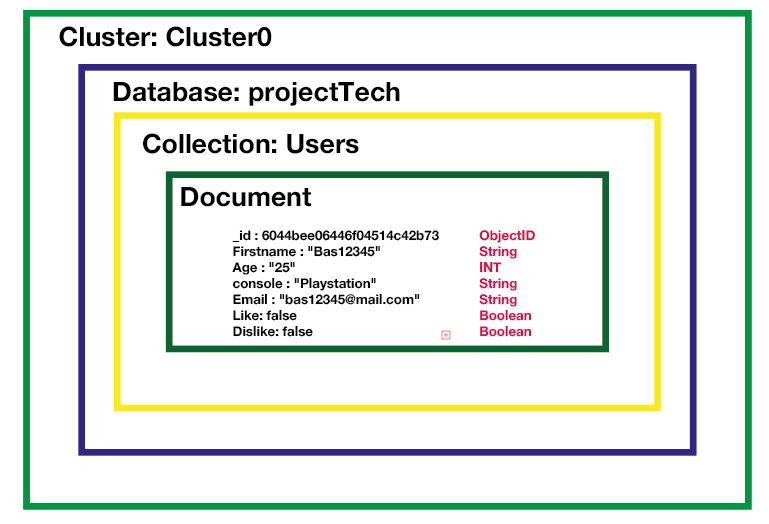 Cluster: Cluster0
Database: projectTech
Collection: Users
Document
_id : 6044bee06446f04514c42b73 ObjectID
Firstname : "Bas12345" String
Age : "25" INT
console : "Playstation" String
Email : "bas12345@mail.com" String
Like: false Boolean
Dislike: false Boolean